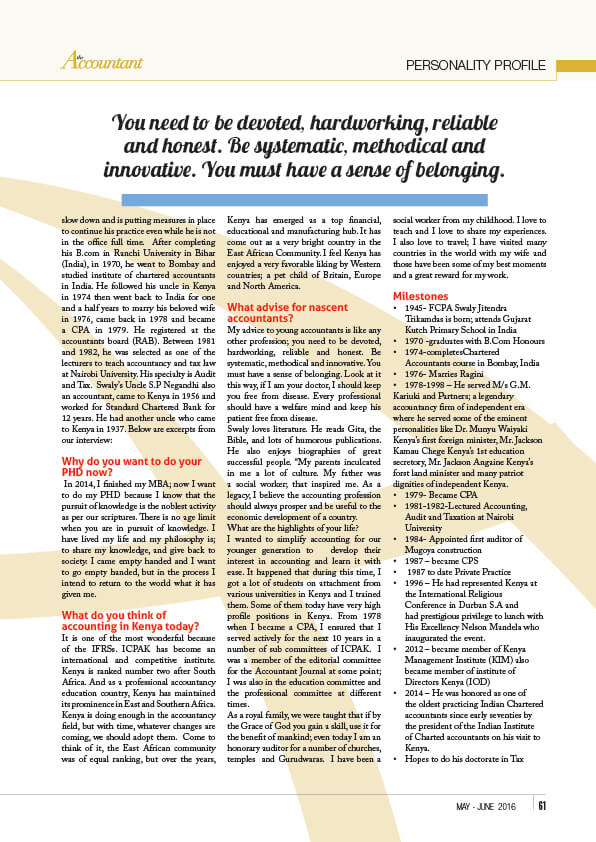 the
Accountant
PERSONALITY PROFILE
You need to be devoted, hardworking, reliable
and honest. Be systematic, methodical and
innovative. You must have a sense of belonging.
slow down and is putting measures in place
to continue his practice even while he is not
in the office full time. After completing
his B.com in Ranchi University in Bihar
(India), in 1970, he went to Bombay and
studied institute of chartered accountants
in India. He followed his uncle in Kenya
in 1974 then went back to India for one
and a half years to marry his beloved wife
in 1976, came back in 1978 and became
a CPA in 1979. He registered at the
accountants board (RAB). Between 1981
and 1982, he was selected as one of the
lecturers to teach accountancy and tax law
at Nairobi University. His specialty is Audit
and Tax. Swaly's Uncle S.P Negandhi also
an accountant, came to Kenya in 1956 and
worked for Standard Chartered Bank for
12 years. He had another uncle who came
to Kenya in 1937. Below are excerpts from
our interview:
Why do you want to do your
PHD now?
In 2014, I finished my MBA; now I want
to do my PHD because I know that the
pursuit of knowledge is the noblest activity
as per our scriptures. There is no age limit
when you are in pursuit of knowledge. I
have lived my life and my philosophy is;
to share my knowledge, and give back to
society. I came empty handed and I want
to go empty handed, but in the process I
intend to return to the world what it has
given me.
What do you think of
accounting in Kenya today?
It is one of the most wonderful because
of the IFRSs. ICPAK has become an
international and competitive institute.
Kenya is ranked number two after South
Africa. And as a professional accountancy
education country, Kenya has maintained
its prominence in East and Southern Africa.
Kenya is doing enough in the accountancy
field, but with time, whatever changes are
coming, we should adopt them. Come to
think of it, the East African community
was of equal ranking, but over the years,
Kenya has emerged as a top financial,
educational and manufacturing hub. It has
come out as a very bright country in the
East African Community. I feel Kenya has
enjoyed a very favorable liking by Western
countries; a pet child of Britain, Europe
and North America.
What advise for nascent
accountants?
My advice to young accountants is like any
other profession; you need to be devoted,
hardworking, reliable and honest. Be
systematic, methodical and innovative. You
must have a sense of belonging. Look at it
this way, if I am your doctor, I should keep
you free from disease. Every professional
should have a welfare mind and keep his
patient free from disease.
Swaly loves literature. He reads Gita, the
Bible, and lots of humorous publications.
He also enjoys biographies of great
successful people. "My parents inculcated
in me a lot of culture. My father was
a social worker, that inspired me. As a
legacy, I believe the accounting profession
should always prosper and be useful to the
economic development of a country.
What are the highlights of your life?
I wanted to simplify accounting for our
younger generation to develop their
interest in accounting and learn it with
ease. It happened that during this time, I
got a lot of students on attachment from
various universities in Kenya and I trained
them. Some of them today have very high
profile positions in Kenya. From 1978
when I became a CPA, I ensured that I
served actively for the next 10 years in a
number of sub committees of ICPAK. I
was a member of the editorial committee
for the Accountant Journal at some point;
I was also in the education committee and
the professional committee at different
times.
As a royal family, we were taught that if by
the Grace of God you gain a skill, use it for
the benefit of mankind; even today I am an
honorary auditor for a number of churches,
temples and Gurudwaras. I have been a
social worker from my childhood. I love to
teach and I love to share my experiences.
I also love to travel; I have visited many
countries in the world with my wife and
those have been some of my best moments
and a great reward for my work.
Milestones
• 1945- FCPA Swaly Jitendra
Trikamdas is born; attends Gujarat
Kutch Primary School in India
• 1970 -graduates with B.Com Honours
• 1974-completesChartered
Accountants course in Bombay, India
• 1976- Marries Ragini
• 1978-1998 – He served M/s G.M.
Kariuki and Partners; a legendary
accountancy firm of independent era
where he served some of the eminent
personalities like Dr. Munyu Waiyaki
Kenya's first foreign minister, Mr. Jackson
Kamau Chege Kenya's 1st education
secretory, Mr. Jackson Angaine Kenya's
forst land minister and many patriot
dignities of independent Kenya.
• 1979- Became CPA
• 1981-1982-Lectured Accounting,
Audit and Taxation at Nairobi
University
• 1984- Appointed first auditor of
Mugoya construction
• 1987 – became CPS
• 1987 to date Private Practice
• 1996 – He had represented Kenya at
the International Religious
Conference in Durban S.A and
had prestigious privilege to lunch with
His Excellency Nelson Mandela who
inaugurated the event.
• 2012 – became member of Kenya
Management Institute (KIM) also
became member of institute of
Directors Kenya (IOD)
• 2014 – He was honored as one of
the oldest practicing Indian Chartered
accountants since early seventies by
the president of the Indian Institute
of Charted accountants on his visit to
Kenya.
• Hopes to do his doctorate in Tax
MAY - JUNE 2016 61